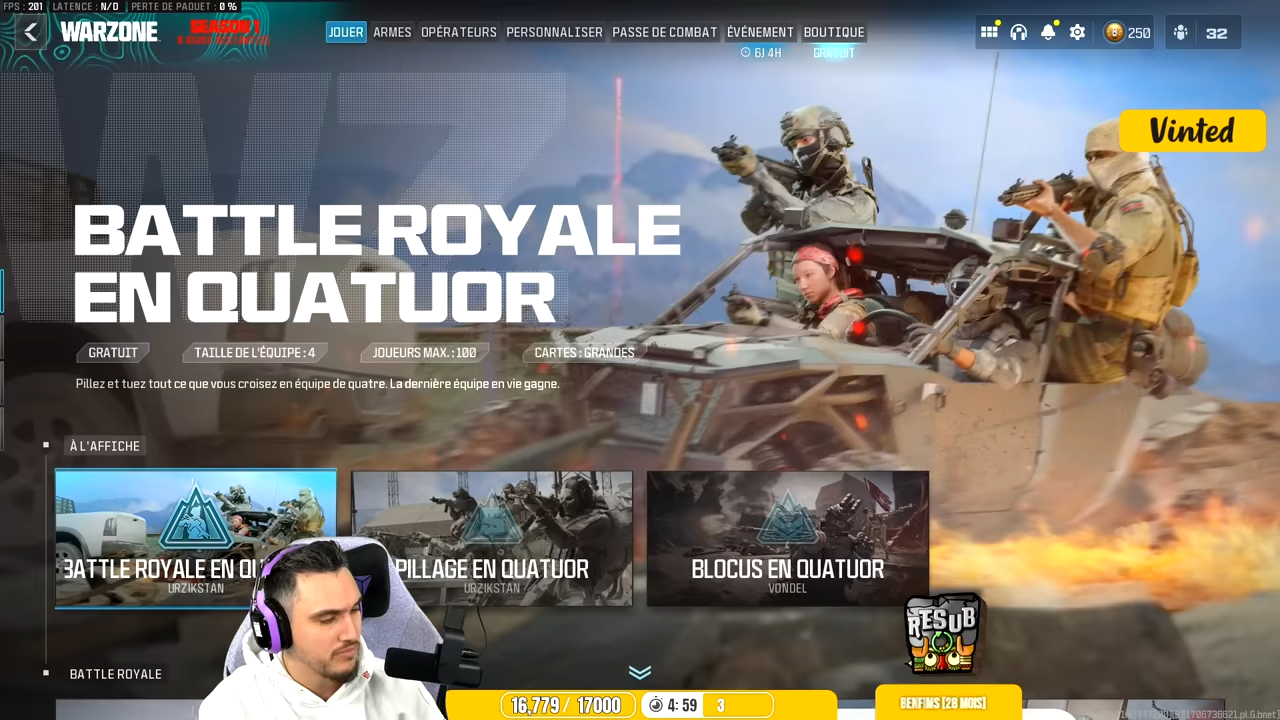 FPS : 201 | LATENCE : N/D | PERTE DE PAQUET : 0 %
WARZONE
SEASON 1
JOUER ARMES OPÉRATEURS PERSONNALISER PASSE DE COMBAT ÉVÉNEMENT BOUTIQUE
6J 4H GRATUIT
250
32
Vinted
WZ
BATTLE ROYALE
EN QUATUOR
GRATUIT
TAILLE DE L'ÉQUIPE : 4
JOUEURS MAX. : 100
CARTES : GRANDES
Pillez et tuez tout ce que vous croisez en équipe de quatre. La dernière équipe en vie gagne.
À L'AFFICHE
BATTLE ROYALE EN QU
URZIKSTAN
PILLAGE EN QUATUOR
URZIKSTAN
BLOCUS EN QUATUOR
VONDEL
RESUB
BATTLE ROYALE
16,779 / 17000
4:59
3
BENFIMS [28 MOIS]